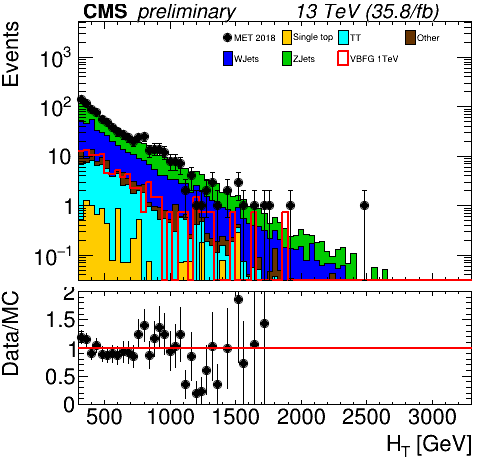 CMS preliminary 13 TeV (35.8/fb)
Events
MET 2018 Single top TT Other
WJets ZJets VBFG 1TeV
10³
10²
10
1
10⁻¹
Data/MC
2
1.5
1
0.5
0
500 1000 1500 2000 2500 3000
H_T [GeV]